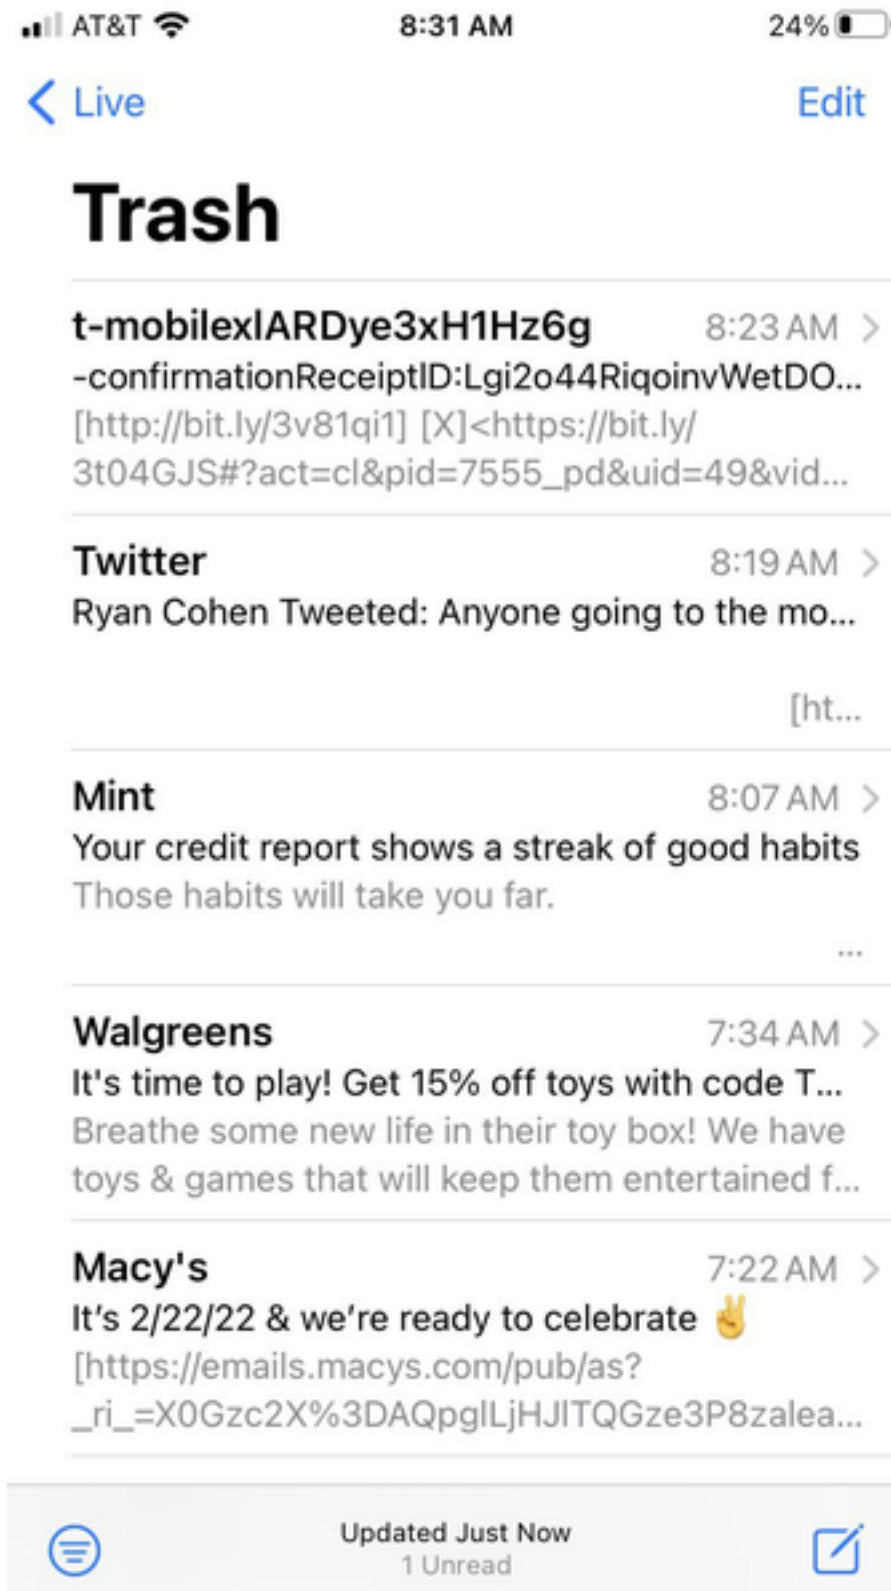 AT&T 8:31 AM 24%
Live Edit
Trash
t-mobilexlARDye3xH1Hz6g 8:23 AM
-confirmationReceiptID:Lgi2o44RiqoinvWetDO...
[http://bit.ly/3v81qi1] [X]<https://bit.ly/
3t04GJS#?act=cl&pid=7555_pd&uid=49&vid...
Twitter 8:19 AM
Ryan Cohen Tweeted: Anyone going to the mo...
[ht...
Mint 8:07 AM
Your credit report shows a streak of good habits
Those habits will take you far.
...
Walgreens 7:34 AM
It's time to play! Get 15% off toys with code T...
Breathe some new life in their toy box! We have
toys & games that will keep them entertained f...
Macy's 7:22 AM
It’s 2/22/22 & we’re ready to celebrate ✌️
[https://emails.macys.com/pub/as?
_ri_=X0Gzc2X%3DAQpglLjHJlTQGze3P8zalea...
Updated Just Now
1 Unread